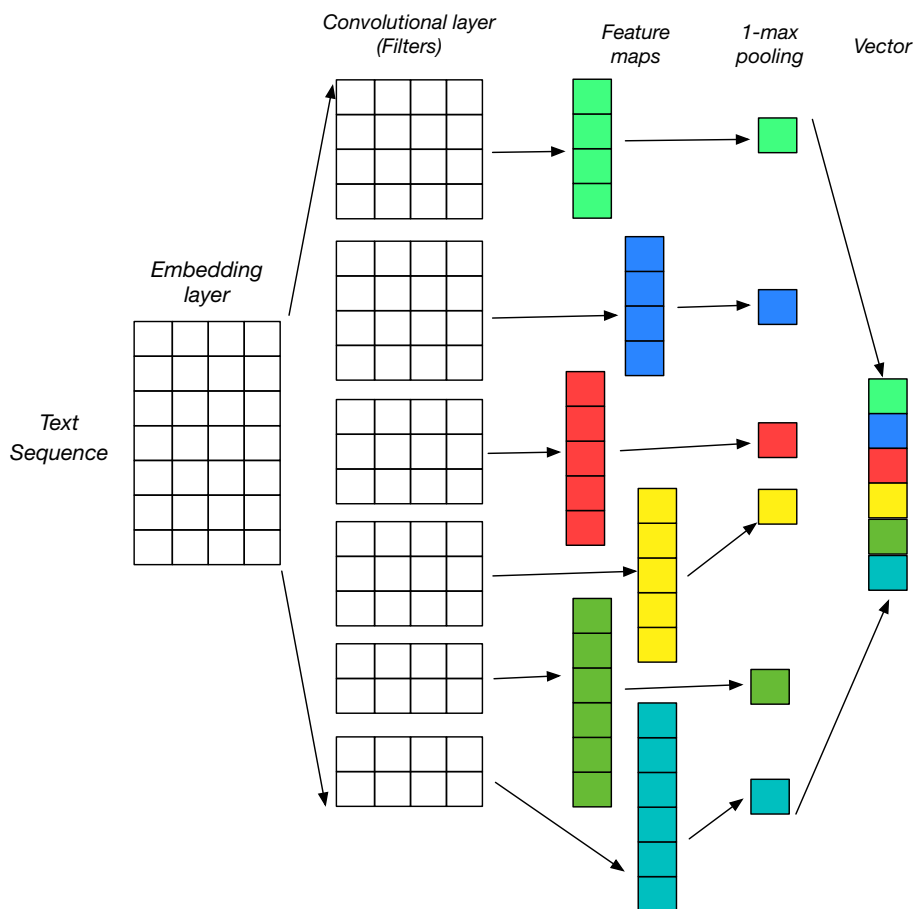 Convolutional layer
(Filters)
Feature
maps
1-max
pooling
Vector
Embedding
layer
Text
Sequence